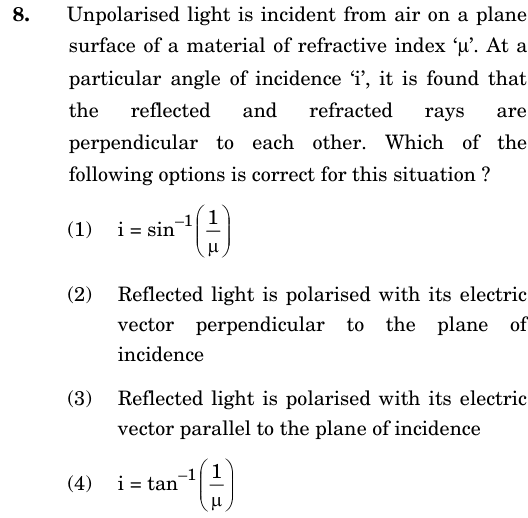 8. Unpolarised light is incident from air on a plane
surface of a material of refractive index ‘μ’. At a
particular angle of incidence ‘i’, it is found that
the reflected and refracted rays are
perpendicular to each other. Which of the
following options is correct for this situation ?
(1) i = sin⁻¹(1/μ)
(2) Reflected light is polarised with its electric
vector perpendicular to the plane of
incidence
(3) Reflected light is polarised with its electric
vector parallel to the plane of incidence
(4) i = tan⁻¹(1/μ)